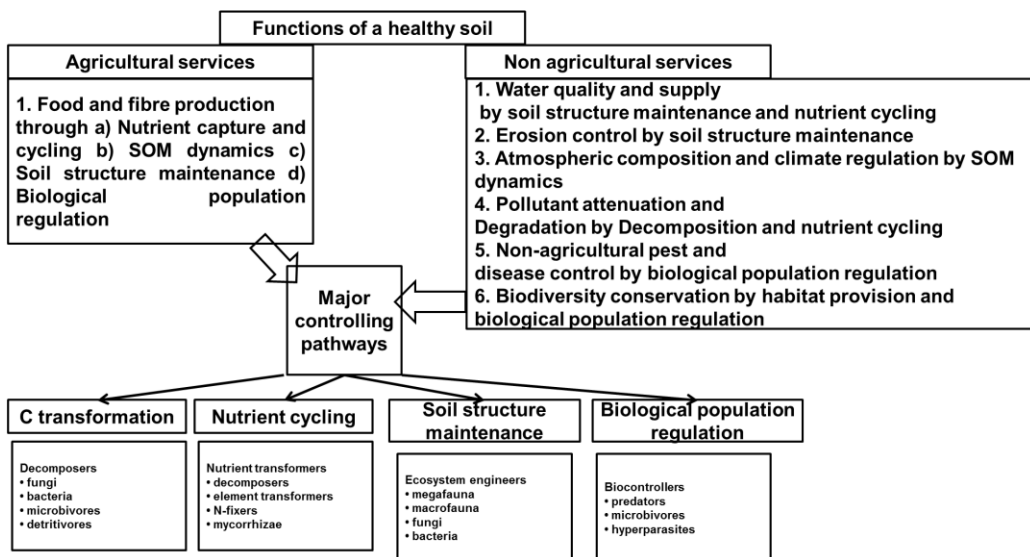 Functions of a healthy soil
Agricultural services
1. Food and fibre production
through a) Nutrient capture and
cycling b) SOM dynamics c)
Soil structure maintenance d)
Biological population
regulation
Non agricultural services
1. Water quality and supply
by soil structure maintenance and nutrient cycling
2. Erosion control by soil structure maintenance
3. Atmospheric composition and climate regulation by SOM
dynamics
4. Pollutant attenuation and
Degradation by Decomposition and nutrient cycling
5. Non-agricultural pest and
disease control by biological population regulation
6. Biodiversity conservation by habitat provision and
biological population regulation
Major
controlling
pathways
C transformation
Decomposers
• fungi
• bacteria
• microbivores
• detritivores
Nutrient cycling
Nutrient transformers
• decomposers
• element transformers
• N-fixers
• mycorrhizae
Soil structure
maintenance
Ecosystem engineers
• megafauna
• macrofauna
• fungi
• bacteria
Biological population
regulation
Biocontrollers
• predators
• microbivores
• hyperparasites